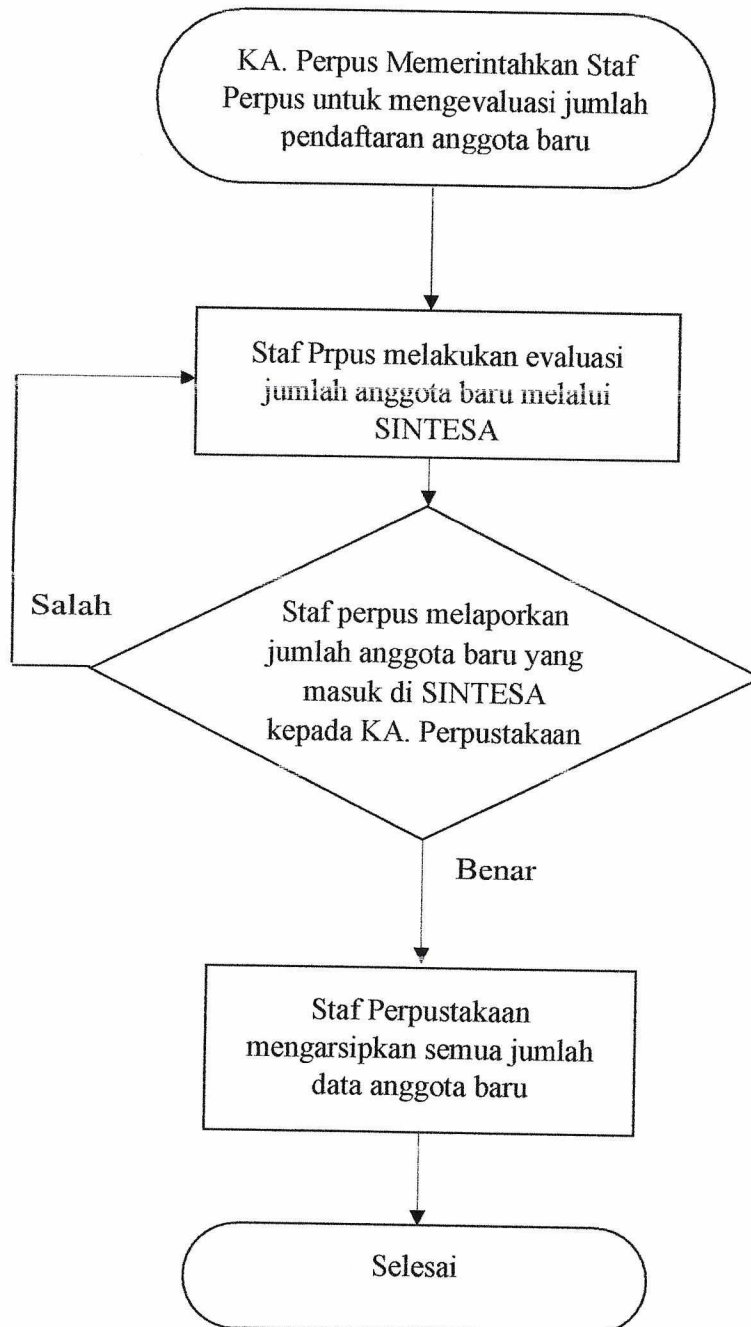 KA. Perpus Memerintahkan Staf
Perpus untuk mengevaluasi jumlah
pendaftaran anggota baru
Staf Prpus melakukan evaluasi
jumlah anggota baru melalui
SINTESA
Salah
Staf perpus melaporkan
jumlah anggota baru yang
masuk di SINTESA
kepada KA. Perpustakaan
Benar
Staf Perpustakaan
mengarsipkan semua jumlah
data anggota baru
Selesai